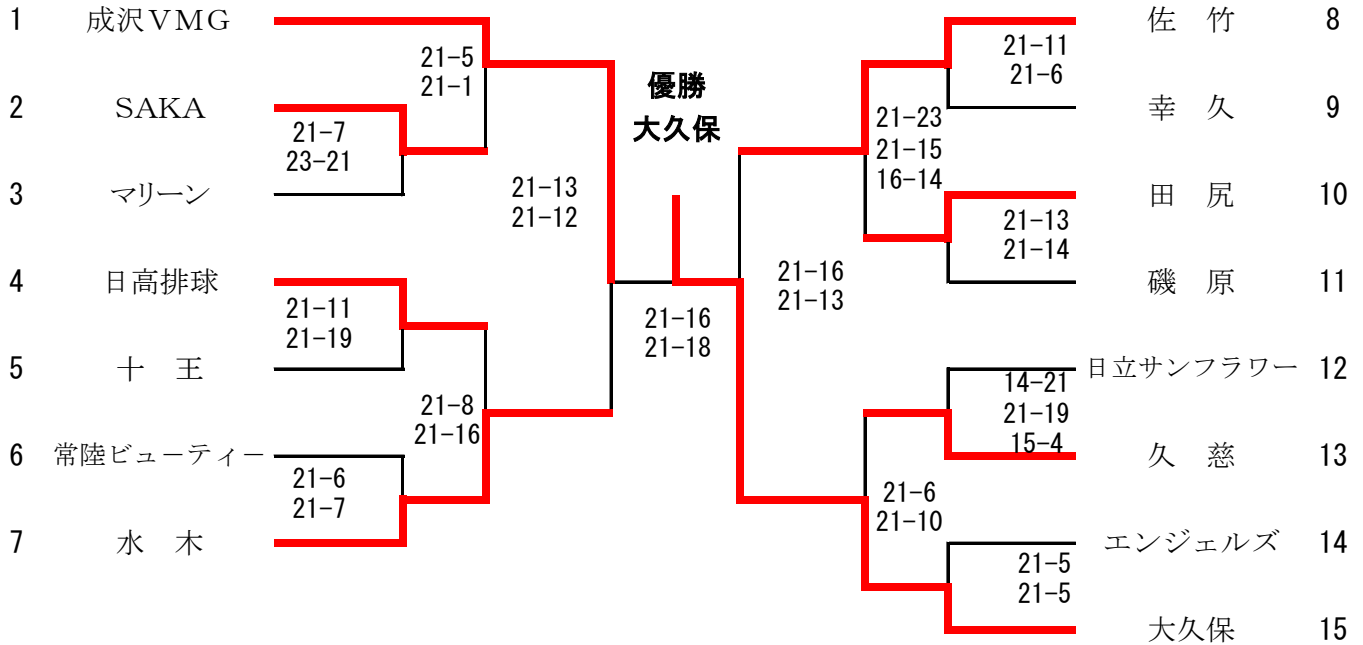 1 成沢VMG
21-5
21-1
2 SAKA
21-7
23-21
3 マリーン
21-13
21-12
4 日高排球
21-11
21-19
5 十 王
21-8
21-16
6 常陸ビューティー
21-6
21-7
7 水 木
優勝
大久保
21-16
21-18
佐 竹 8
21-11
21-6
幸 久 9
21-23
21-15
16-14
田 尻 10
21-13
21-14
磯 原 11
21-16
21-13
日立サンフラワー 12
14-21
21-19
15-4
久 慈 13
21-6
21-10
エンジェルズ 14
21-5
21-5
大久保 15